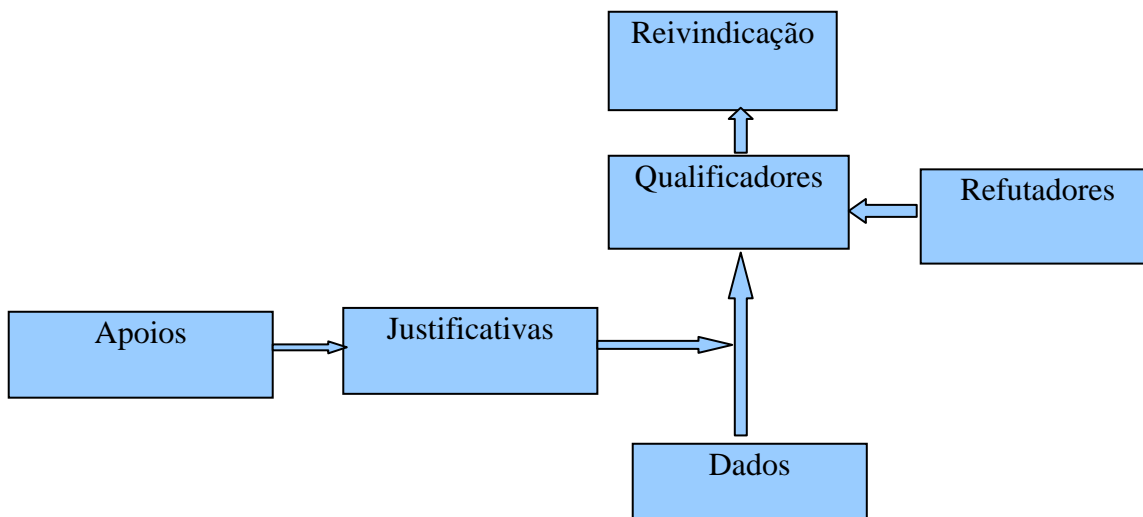 Reivindicação
Qualificadores
Refutadores
Apoios
Justificativas
Dados